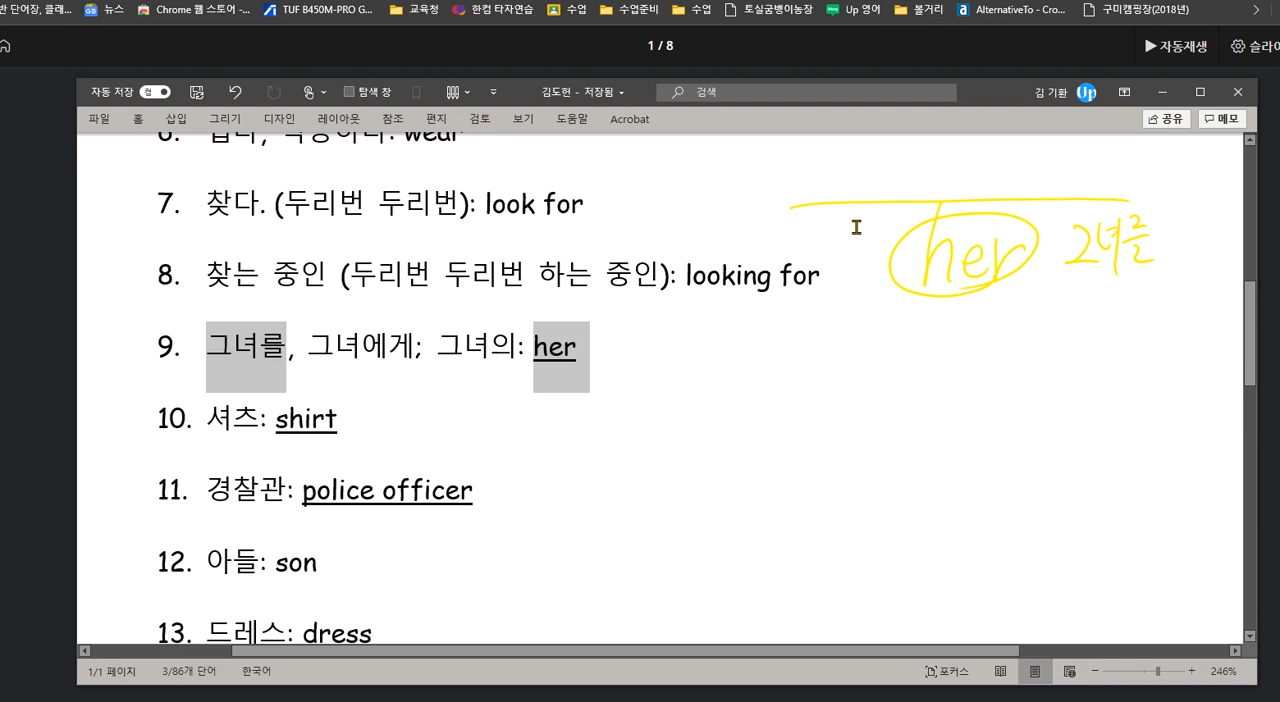 반 단어장, 클래... 뉴스 Chrome 웹 스토어 -... TUF B450M-PRO G... 교육청 한컴 타자연습 수업 수업준비 수업 토실굼벵이농장 Up 영어 볼거리 AlternativeTo - Cro... 구미캠핑장(2018년)
1 / 8 자동재생 슬라이
자동 저장 켬 탐색 창 김도헌 - 저장됨 검색 김 기환 Up
파일 홈 삽입 그리기 디자인 레이아웃 참조 편지 검토 보기 도움말 Acrobat 공유 메모
wear
7. 찾다. (두리번 두리번): look for
her 그녀를
8. 찾는 중인 (두리번 두리번 하는 중인): looking for
9. 그녀를, 그녀에게; 그녀의: her
10. 셔츠: shirt
11. 경찰관: police officer
12. 아들: son
13. 드레스: dress
1/1 페이지 3/86개 단어 한국어 포커스 246%